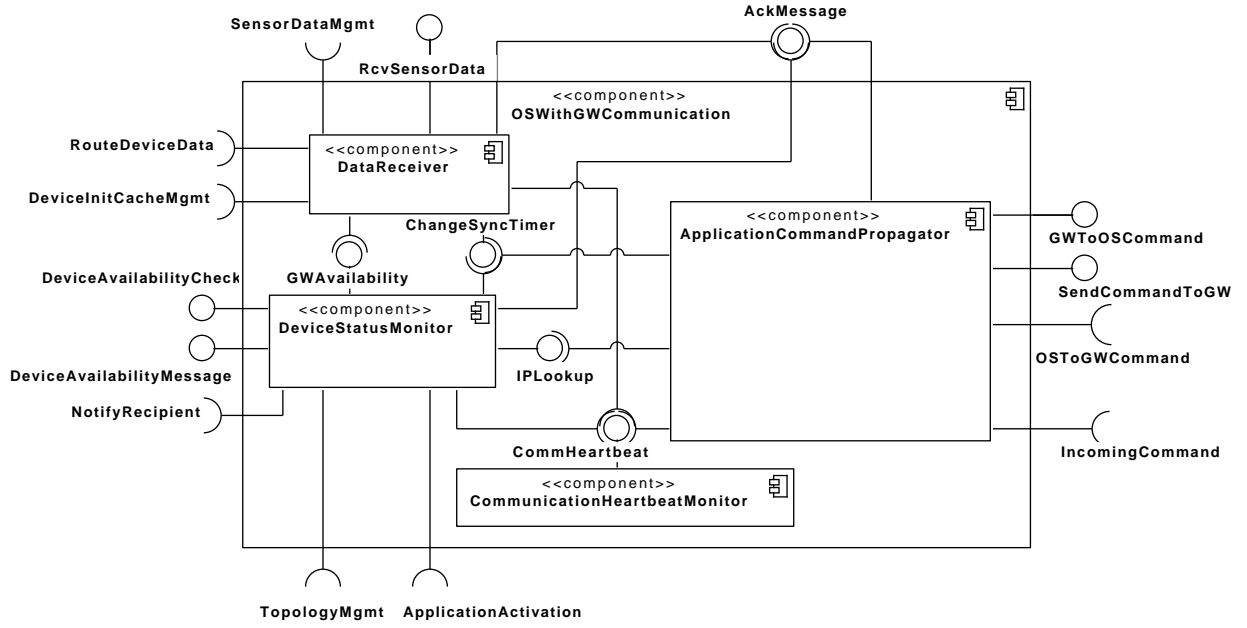 AckMessage
SensorDataMgmt
RcvSensorData
<<component>>
OSWithGWCommunication
<<component>>
DataReceiver
RouteDeviceData
DeviceInitCacheMgmt
ChangeSyncTimer
<<component>>
ApplicationCommandPropagator
GWToOSCommand
DeviceAvailabilityCheck
GWAvailability
SendCommandToGW
<<component>>
DeviceStatusMonitor
OSToGWCommand
DeviceAvailabilityMessage
IPLookup
NotifyRecipient
CommHeartbeat
IncomingCommand
<<component>>
CommunicationHeartbeatMonitor
TopologyMgmt
ApplicationActivation